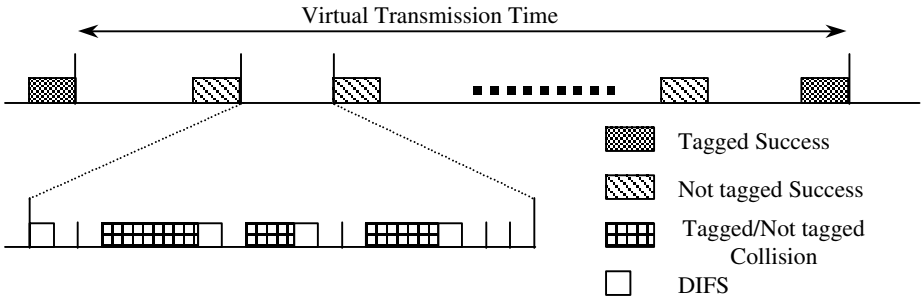 Virtual Transmission Time
Tagged Success
Not tagged Success
Tagged/Not tagged
Collision
DIFS